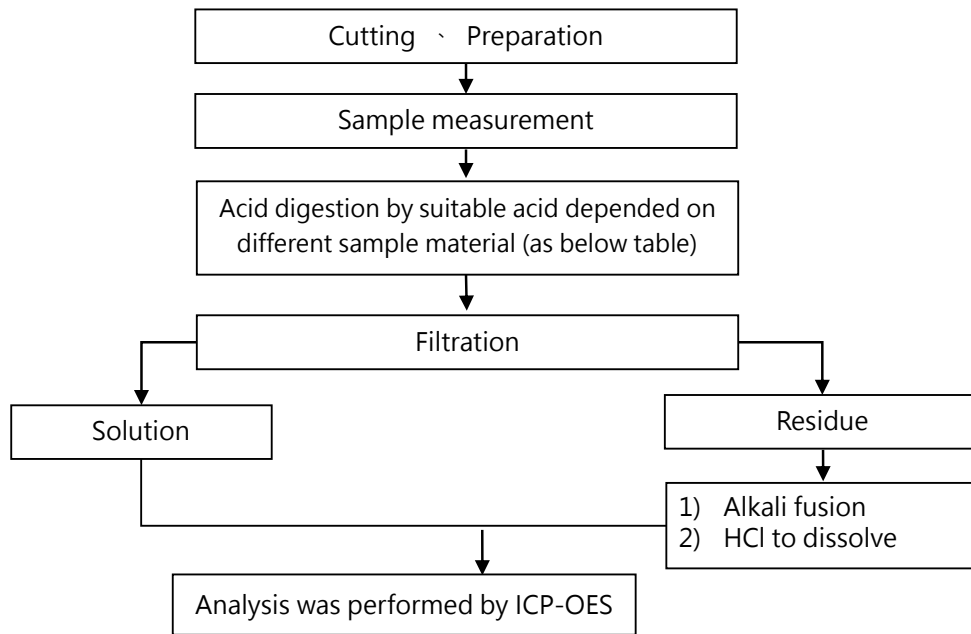 Cutting 、 Preparation
Sample measurement
Acid digestion by suitable acid depended on
different sample material (as below table)
Filtration
Solution
Residue
1) Alkali fusion
2) HCl to dissolve
Analysis was performed by ICP-OES